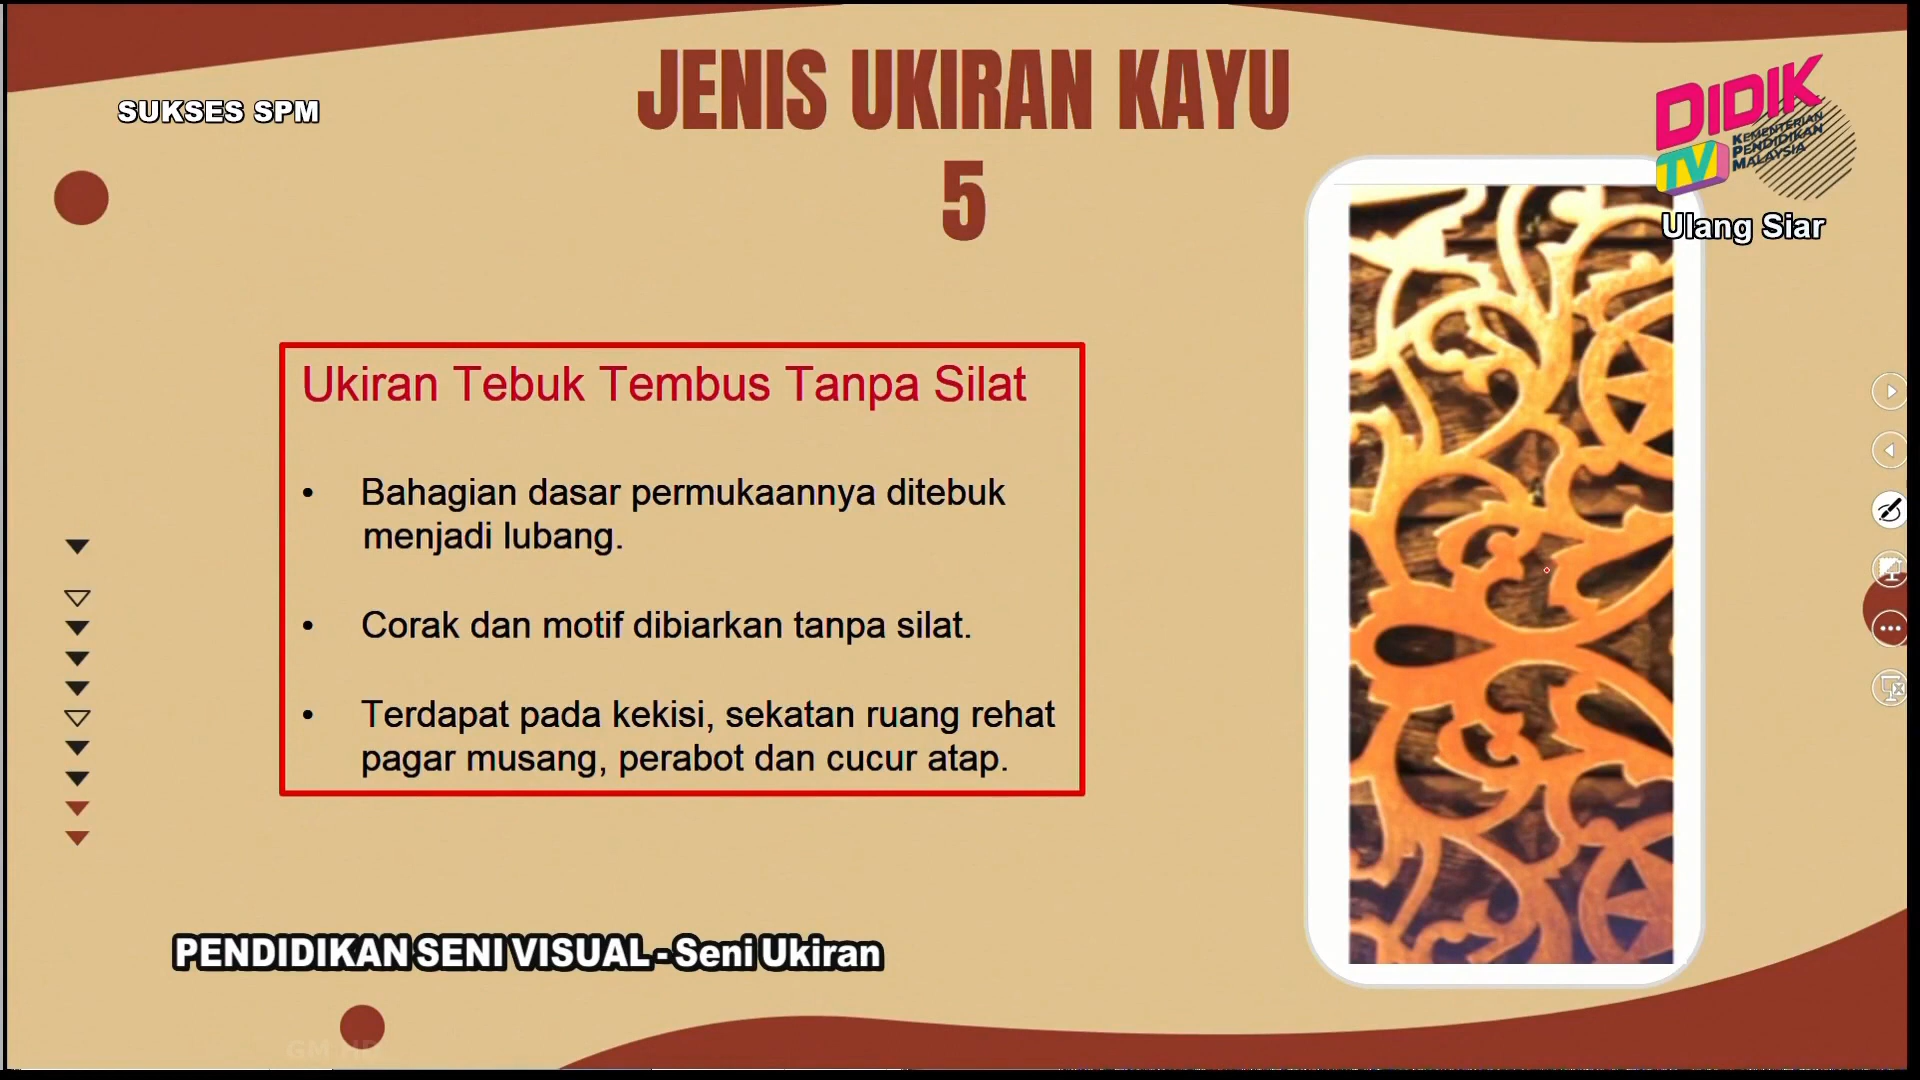 JENIS UKIRAN KAYU
5
SUKSES SPM
DIDIK
TV
KEMENTERIAN
PENDIDIKAN
MALAYSIA
Ulang Siar
Ukiran Tebuk Tembus Tanpa Silat
• Bahagian dasar permukaannya ditebuk
menjadi lubang.
• Corak dan motif dibiarkan tanpa silat.
• Terdapat pada kekisi, sekatan ruang rehat
pagar musang, perabot dan cucur atap.
PENDIDIKAN SENI VISUAL - Seni Ukiran